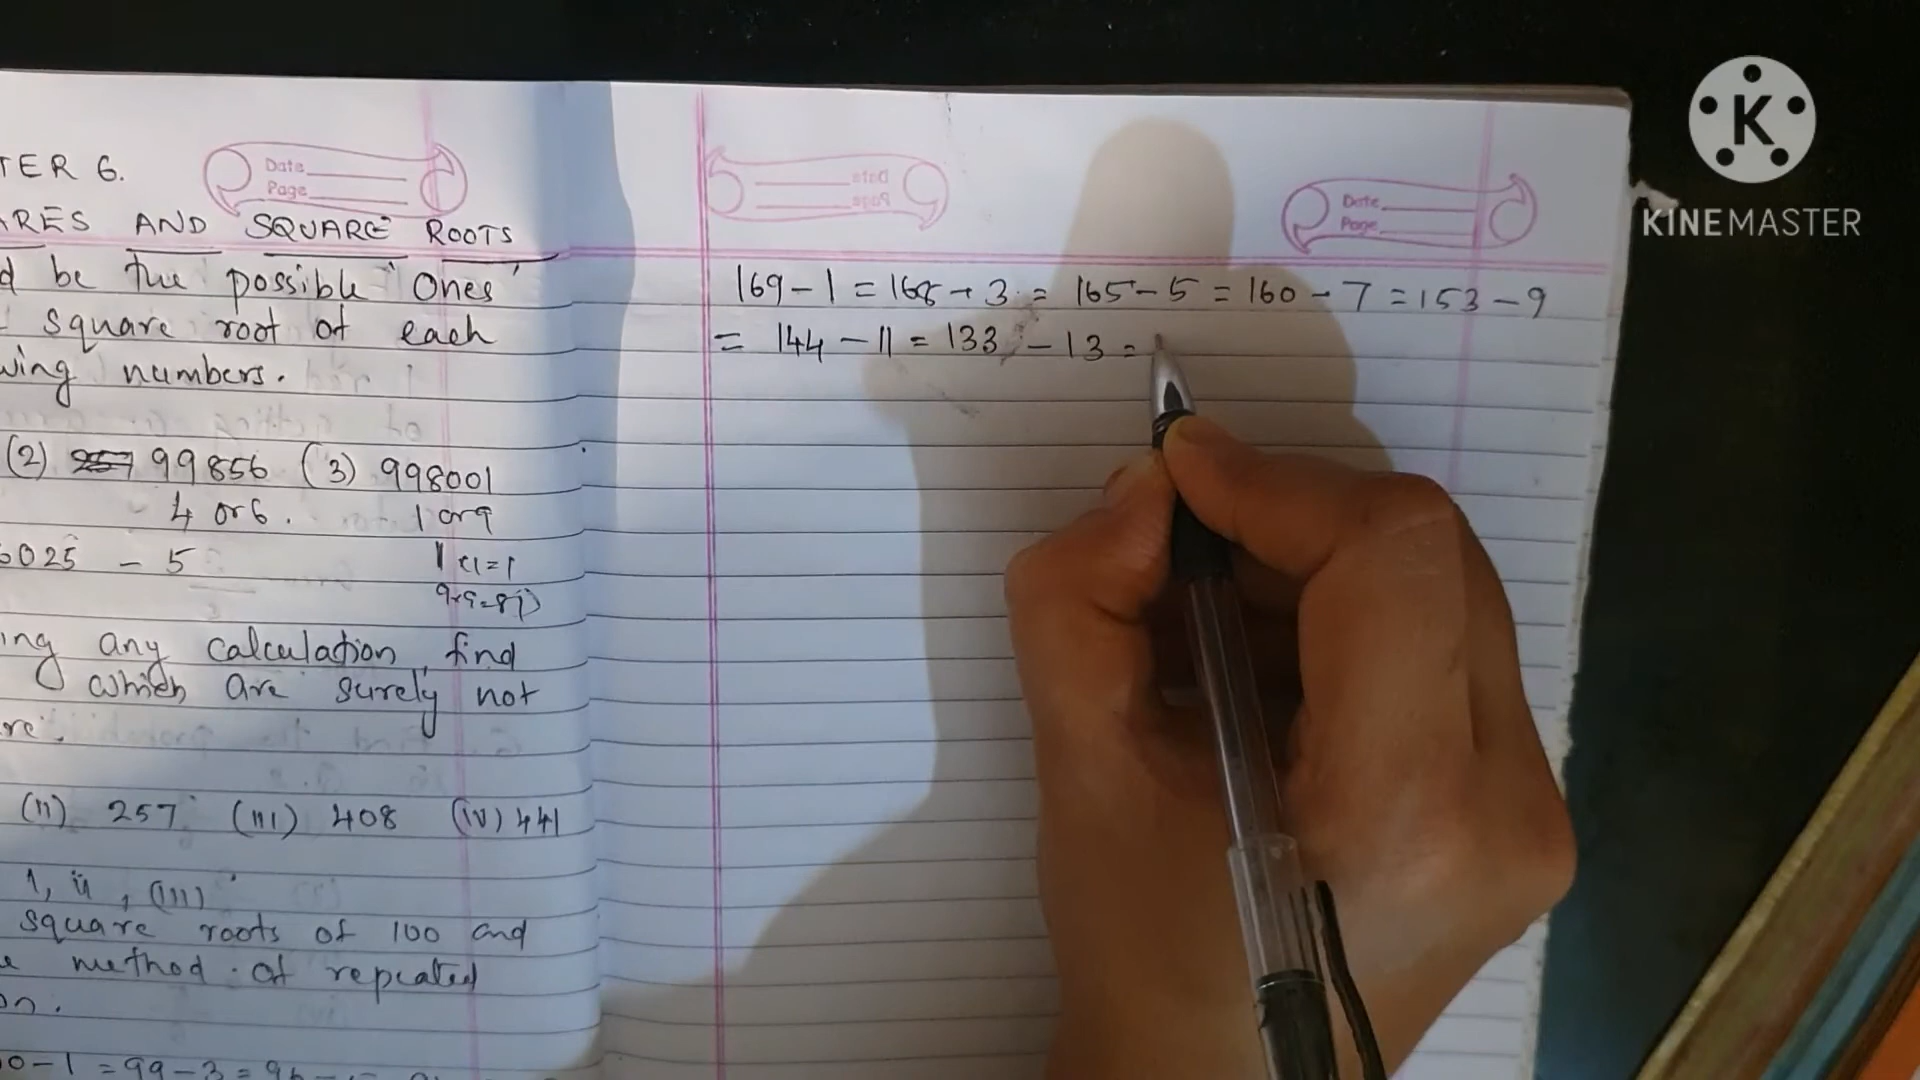 TER 6.
Date
Page
ARES AND SQUARE ROOTS
d be the possible 'Ones'
square root of each
wing numbers.
(2) 99856 (3) 998001
4 or 6. 1 or 9
6025 - 5 1x1=1
9x9=81
ing any calculation, find
which are surely not
re.
(ii) 257 (iii) 408 (iv) 441
1, ii, (iii)
square roots of 100 and
e method of repeated
on.
00-1 = 99-3 = 96-
Date
Page
Date
Page
169-1 = 168-3 = 165-5 = 160-7 = 153-9
= 144-11 = 133 -13 =
K
KINEMASTER